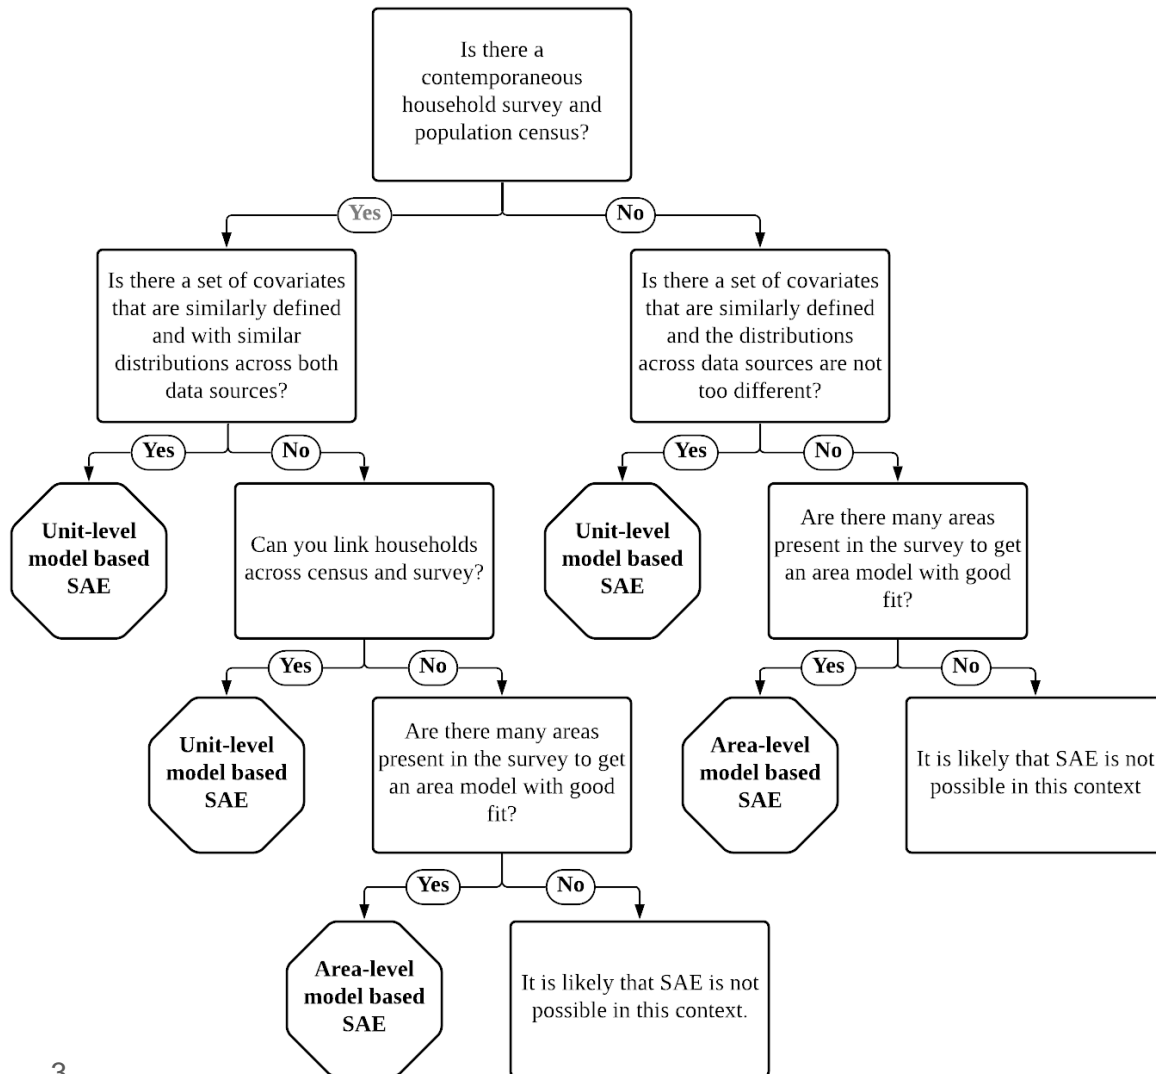 Is there a
contemporaneous
household survey and
population census?
Yes
No
Is there a set of covariates
that are similarly defined
and with similar
distributions across both
data sources?
Is there a set of covariates
that are similarly defined
and the distributions
across data sources are not
too different?
Yes
No
Yes
No
Unit-level
model based
SAE
Can you link households
across census and survey?
Unit-level
model based
SAE
Are there many areas
present in the survey to get
an area model with good
fit?
Yes
No
Yes
No
Unit-level
model based
SAE
Are there many areas
present in the survey to get
an area model with good
fit?
Area-level
model based
SAE
It is likely that SAE is not
possible in this context
Yes
No
Area-level
model based
SAE
It is likely that SAE is not
possible in this context.
3